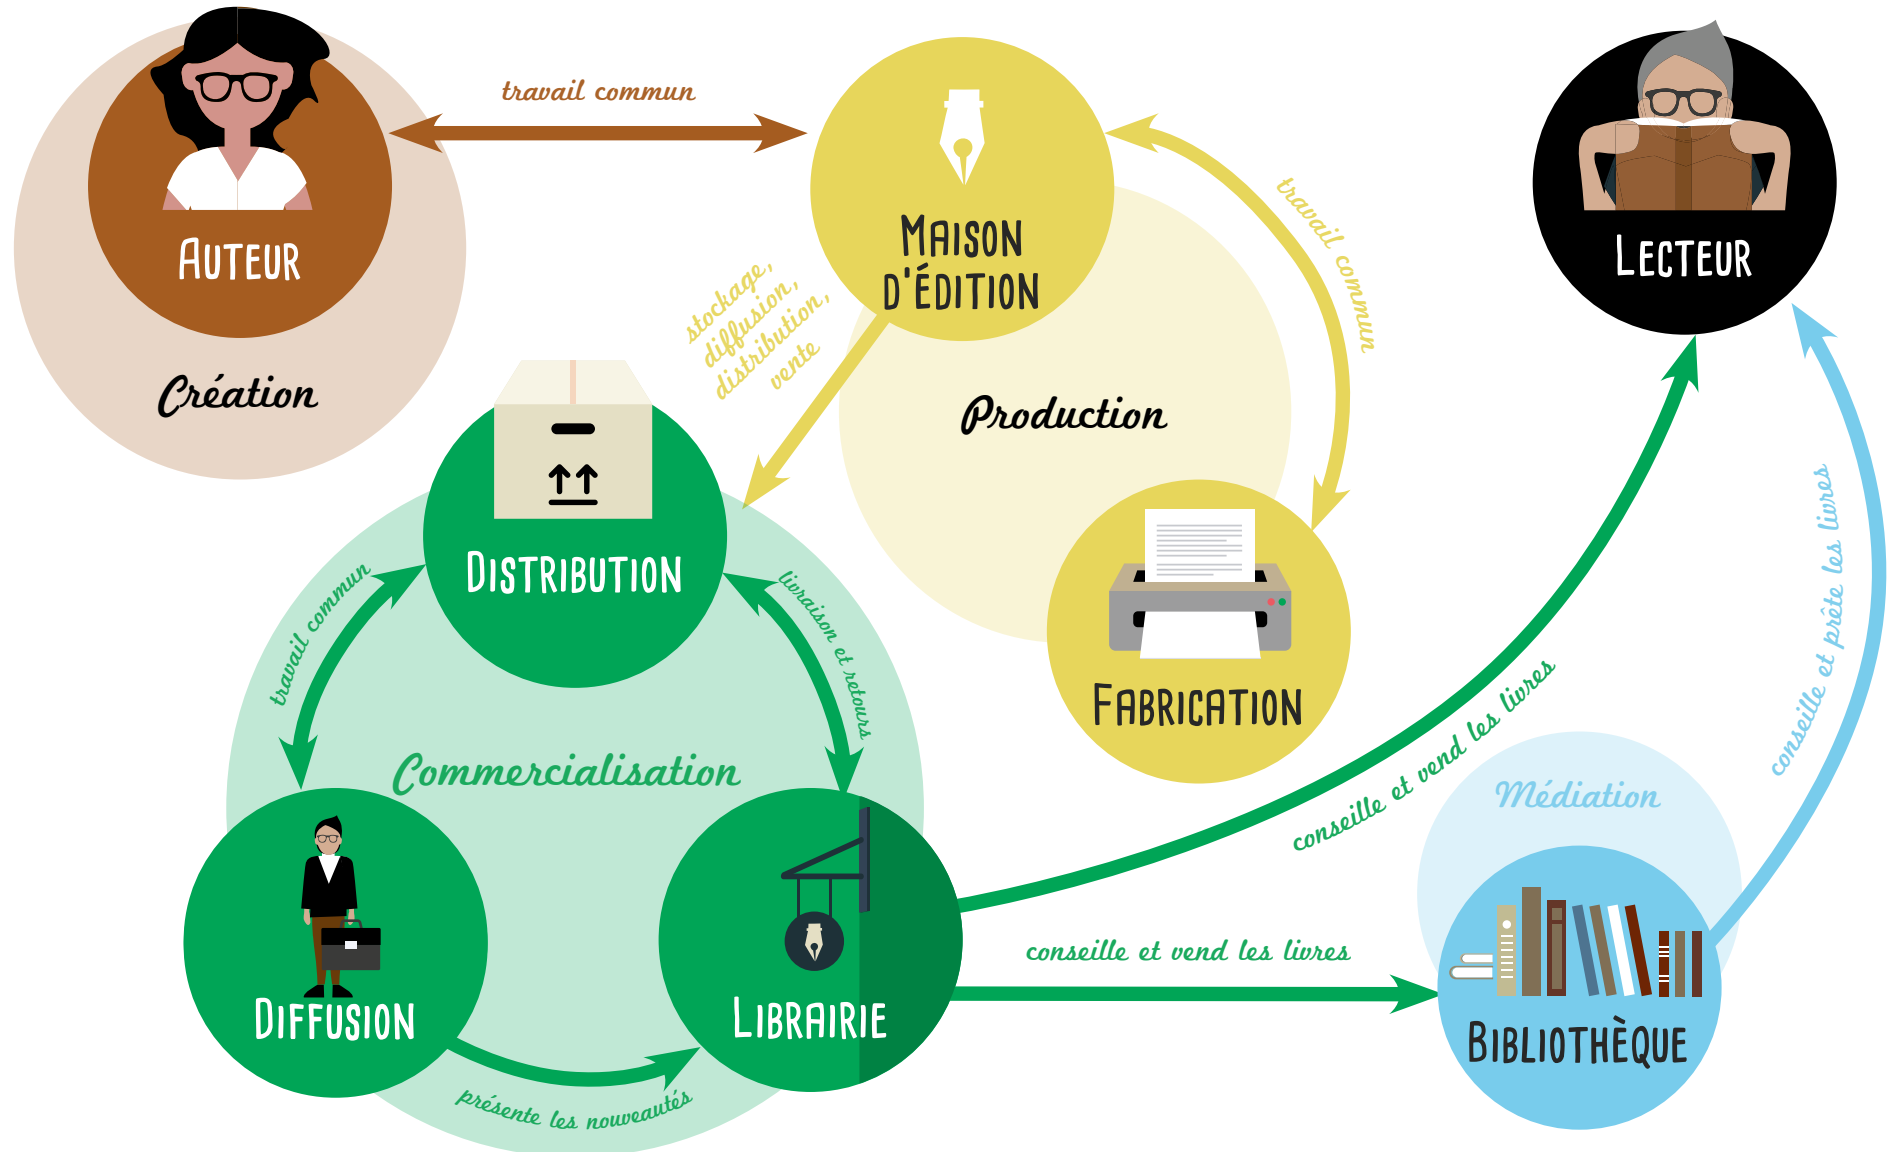 travail commun
AUTEUR
Création
MAISON
D'ÉDITION
travail commun
LECTEUR
stockage,
diffusion,
distribution,
vente
Production
FABRICATION
DISTRIBUTION
travail commun
livraison et retours
Commercialisation
DIFFUSION
LIBRAIRIE
présente les nouveautés
conseille et vend les livres
conseille et vend les livres
conseille et prête les livres
Médiation
BIBLIOTHÈQUE